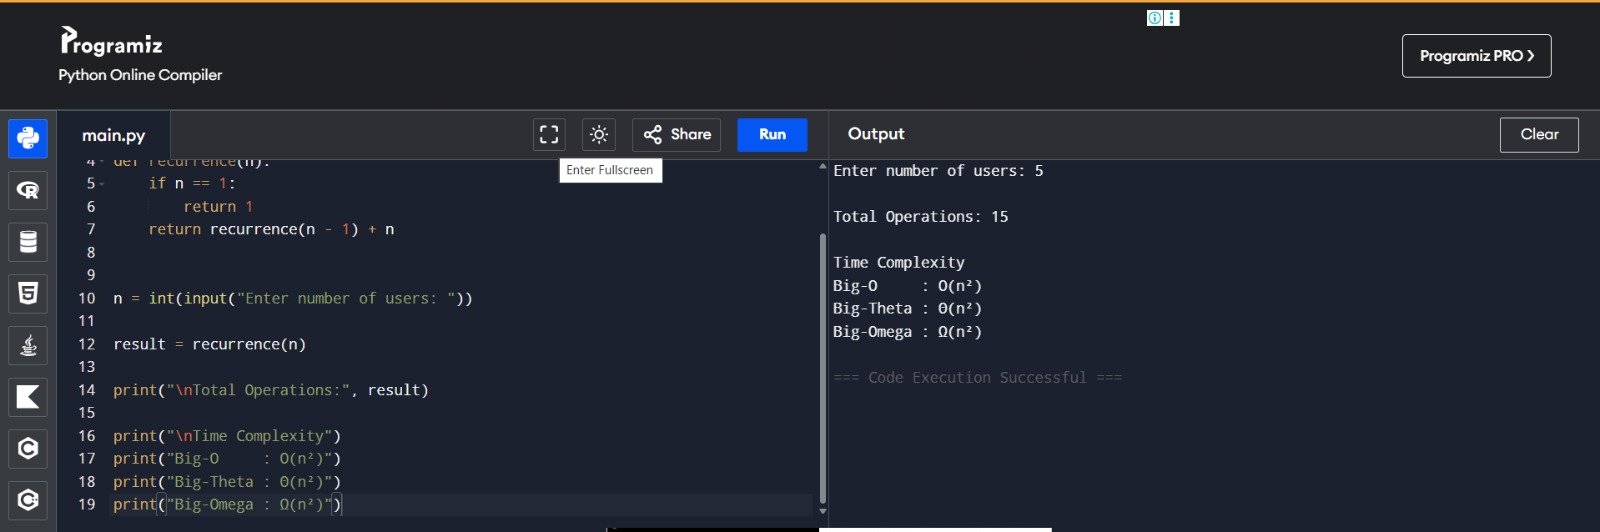 Programiz
Python Online Compiler
Programiz PRO ❯
main.py
Share
Run
Output
Clear
Enter Fullscreen
4 def recurrence(n):
5     if n == 1:
6         return 1
7     return recurrence(n - 1) + n
8
9
10 n = int(input("Enter number of users: "))
11
12 result = recurrence(n)
13
14 print("\nTotal Operations:", result)
15
16 print("\nTime Complexity")
17 print("Big-O     : O(n²)")
18 print("Big-Theta : Θ(n²)")
19 print("Big-Omega : Ω(n²)")
Enter number of users: 5
Total Operations: 15
Time Complexity
Big-O     : O(n²)
Big-Theta : Θ(n²)
Big-Omega : Ω(n²)
=== Code Execution Successful ===